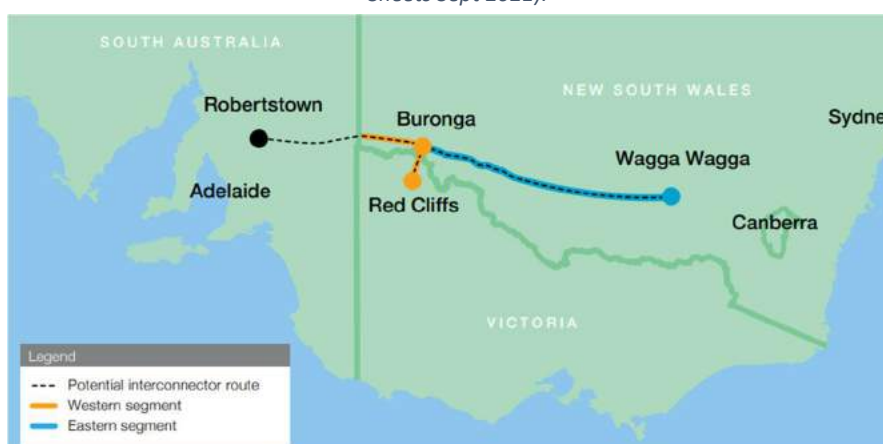 SOUTH AUSTRALIA
NEW SOUTH WALES
Robertstown
Buronga
Sydne
Wagga Wagga
Adelaide
Red Cliffs
Canberra
VICTORIA
Legend
Potential interconnector route
Western segment
Eastern segment